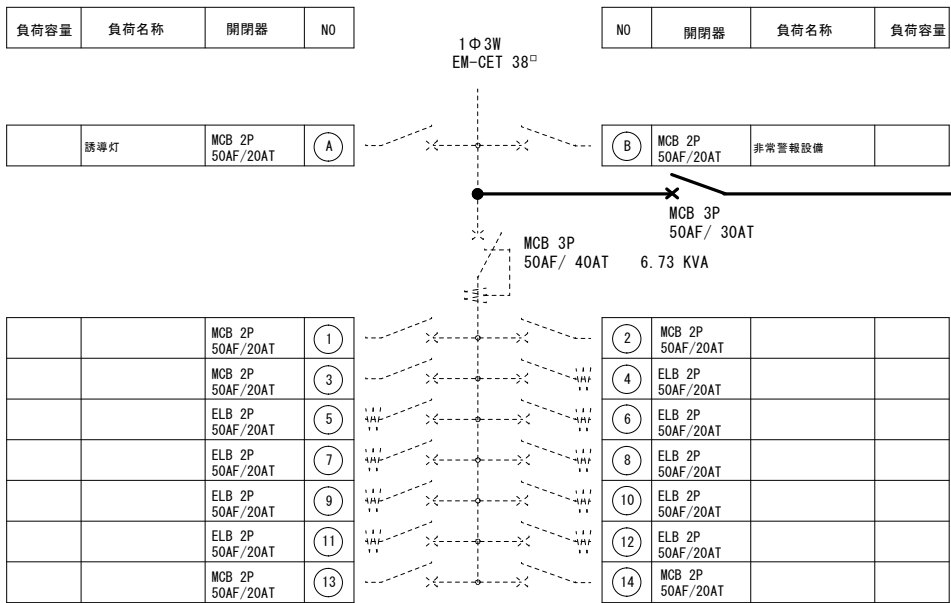 負荷容量 負荷名称 開閉器 NO
NO 開閉器 負荷名称 負荷容量
1Φ3W
EM-CET 38□
誘導灯 MCB 2P
50AF/20AT A
B MCB 2P
50AF/20AT 非常警報設備
MCB 3P
50AF/ 30AT
MCB 3P
50AF/ 40AT 6.73 KVA
MCB 2P
50AF/20AT 1
2 MCB 2P
50AF/20AT
MCB 2P
50AF/20AT 3
4 ELB 2P
50AF/20AT
ELB 2P
50AF/20AT 5
6 ELB 2P
50AF/20AT
ELB 2P
50AF/20AT 7
8 ELB 2P
50AF/20AT
ELB 2P
50AF/20AT 9
10 ELB 2P
50AF/20AT
ELB 2P
50AF/20AT 11
12 ELB 2P
50AF/20AT
MCB 2P
50AF/20AT 13
14 MCB 2P
50AF/20AT